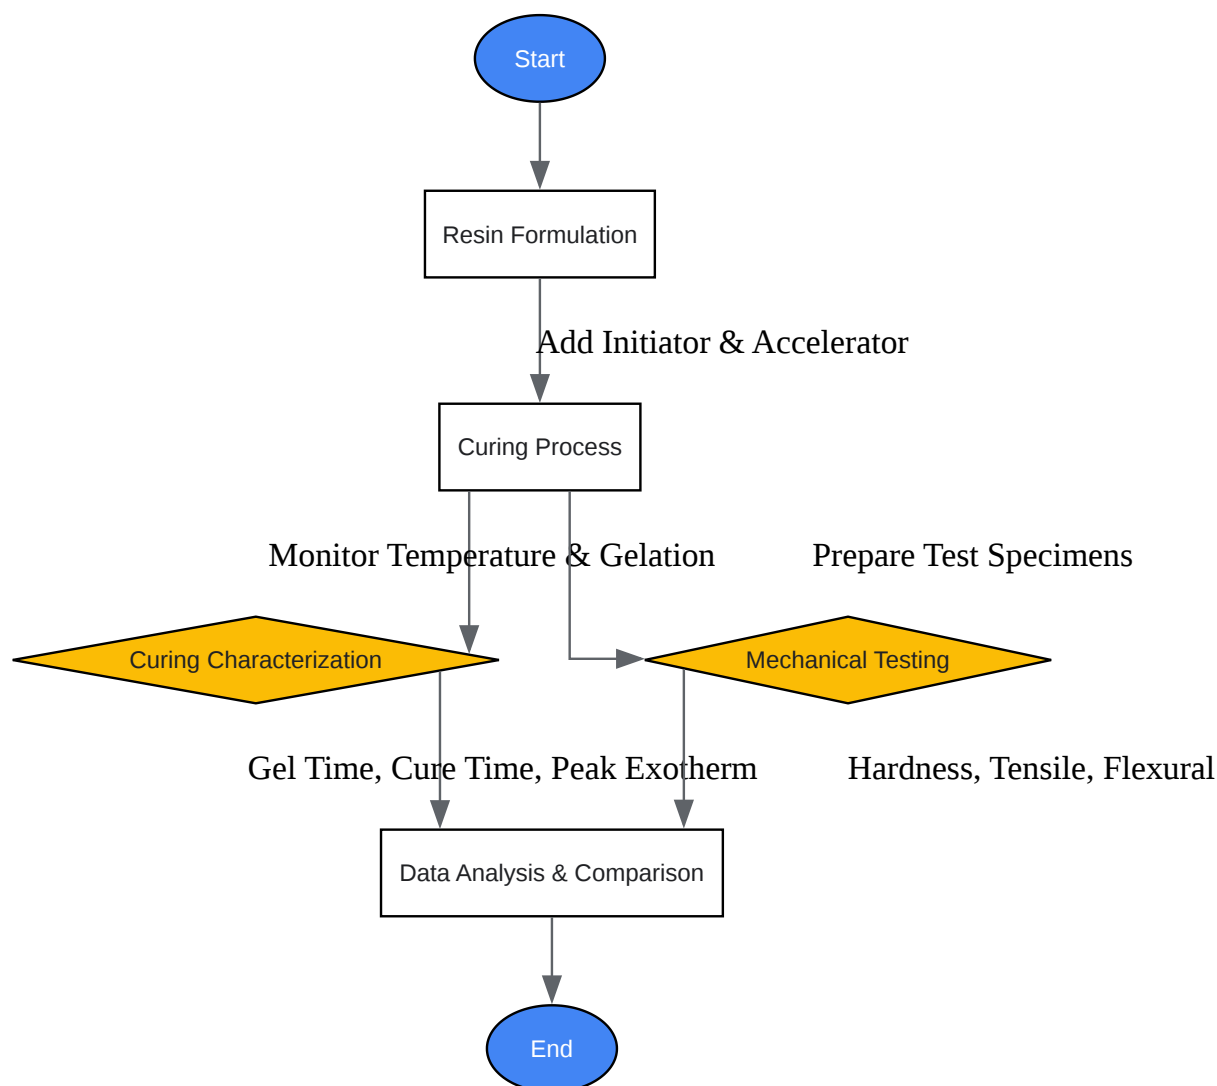 Start
Resin Formulation
Add Initiator & Accelerator
Curing Process
Monitor Temperature & Gelation
Prepare Test Specimens
Curing Characterization
Mechanical Testing
Gel Time, Cure Time, Peak Exotherm
Hardness, Tensile, Flexural
Data Analysis & Comparison
End